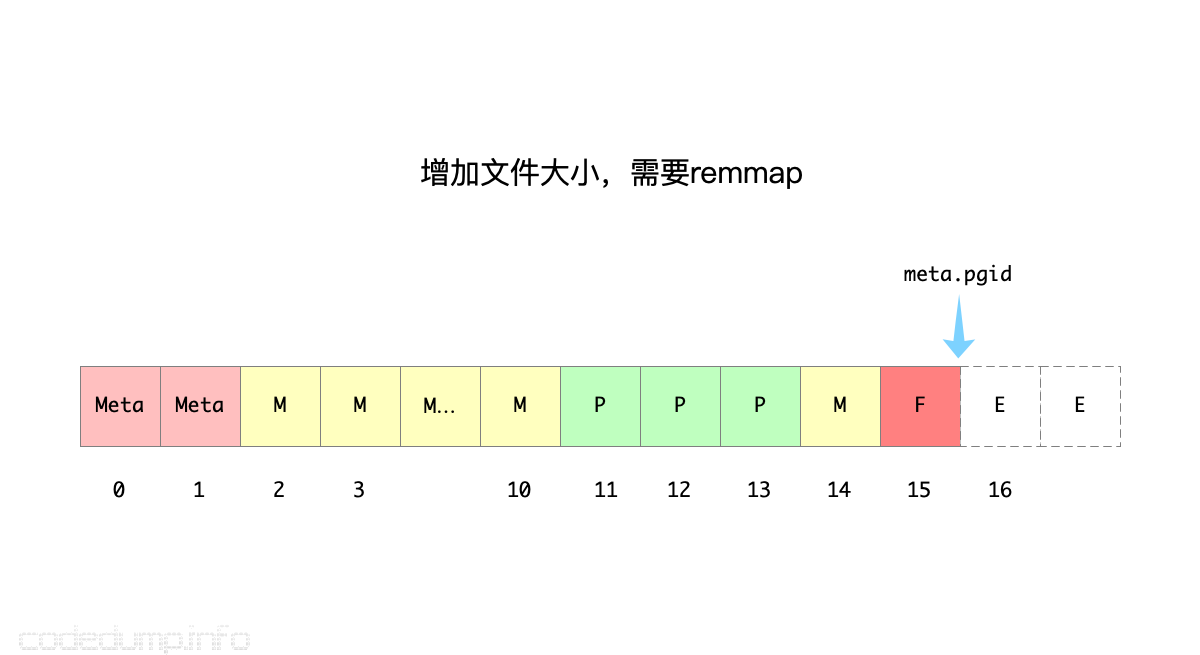 增加文件大小，需要remmap
meta.pgid
Meta Meta M M M... M P P P M F E E
0 1 2 3 10 11 12 13 14 15 16
codedump.info